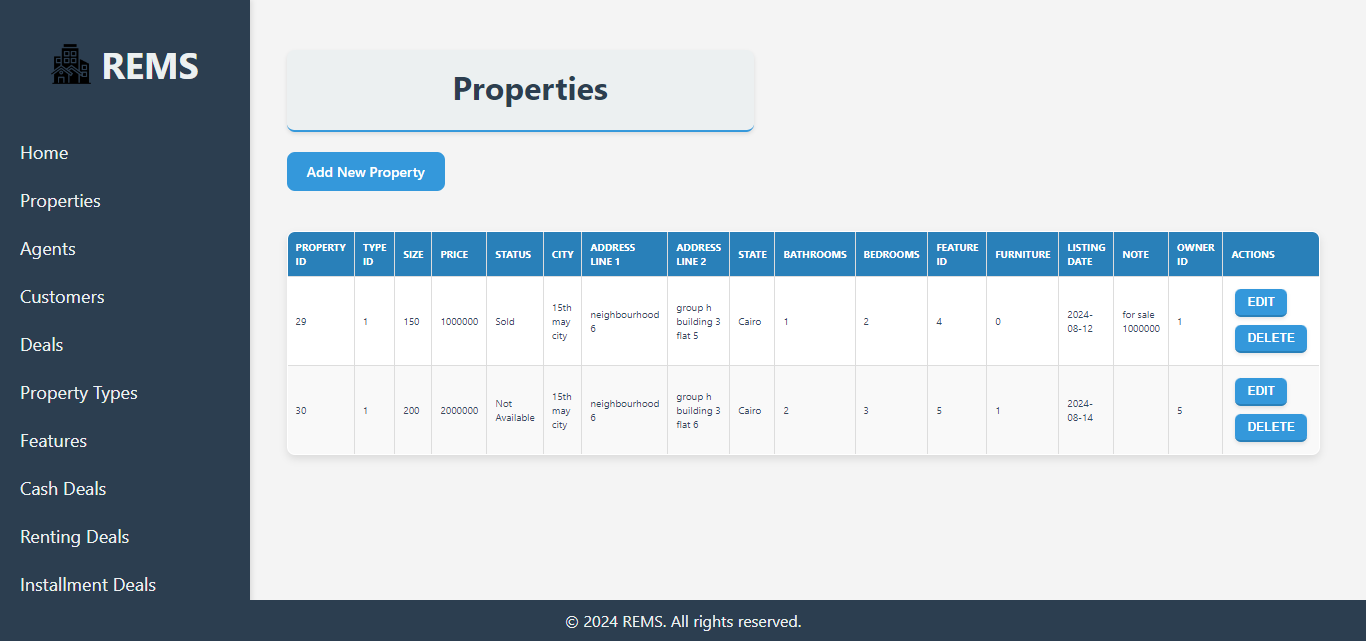 REMS
Home
Properties
Agents
Customers
Deals
Property Types
Features
Cash Deals
Renting Deals
Installment Deals
Properties
Add New Property
PROPERTY ID TYPE ID SIZE PRICE STATUS CITY ADDRESS LINE 1 ADDRESS LINE 2 STATE BATHROOMS BEDROOMS FEATURE ID FURNITURE LISTING DATE NOTE OWNER ID ACTIONS
29 1 150 1000000 Sold 15th may city neighbourhood 6 group h building 3 flat 5 Cairo 1 2 4 0 2024-08-12 for sale 1000000 1 EDIT DELETE
30 1 200 2000000 Not Available 15th may city neighbourhood 6 group h building 3 flat 6 Cairo 2 3 5 1 2024-08-14 5 EDIT DELETE
© 2024 REMS. All rights reserved.